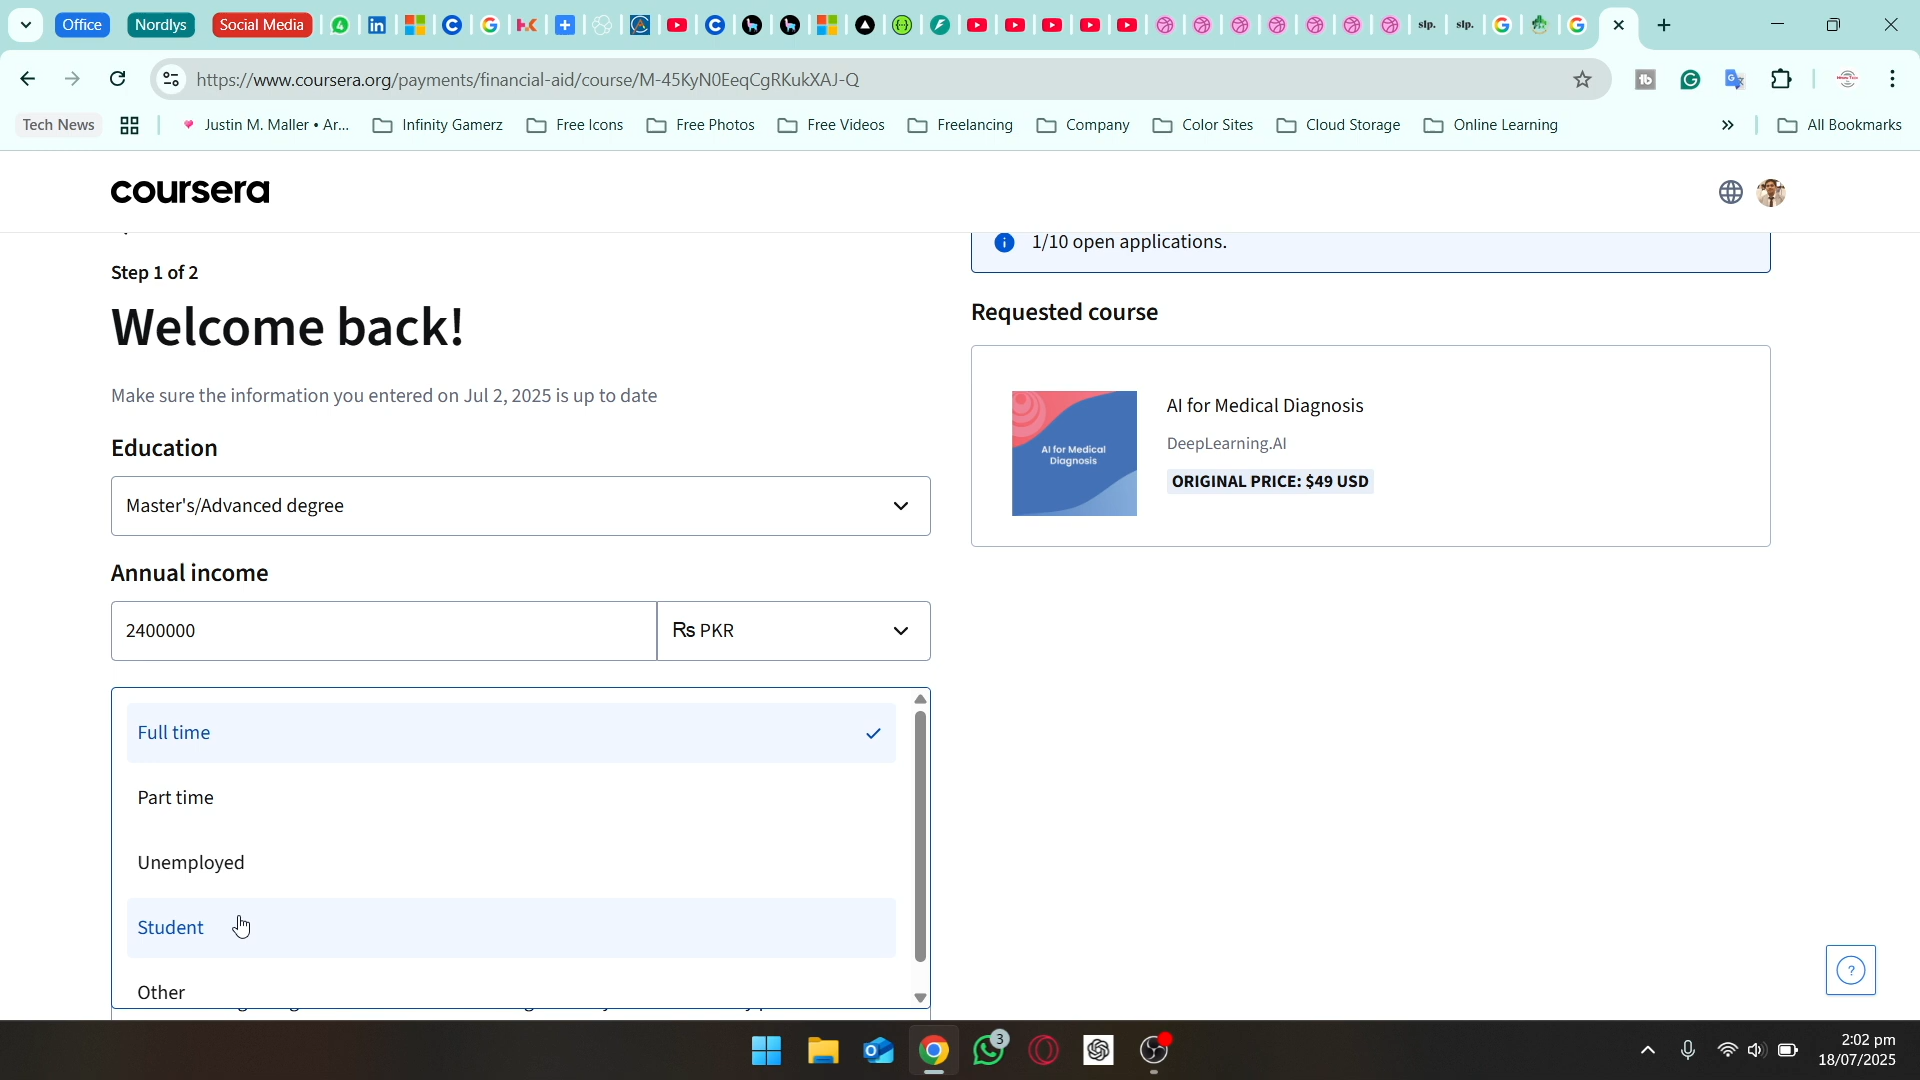 Office
Nordlys
Social Media
slp.
slp.
https://www.coursera.org/payments/financial-aid/course/M-45KyN0EeqCgRKukXAJ-Q
Tech News
Justin M. Maller • Ar...
Infinity Gamerz
Free Icons
Free Photos
Free Videos
Freelancing
Company
Color Sites
Cloud Storage
Online Learning
All Bookmarks
coursera
Step 1 of 2
Welcome back!
Make sure the information you entered on Jul 2, 2025 is up to date
Education
Master's/Advanced degree
Annual income
2400000
Rs PKR
Full time
Part time
Unemployed
Student
Other
1/10 open applications.
Requested course
AI for Medical
Diagnosis
AI for Medical Diagnosis
DeepLearning.AI
ORIGINAL PRICE: $49 USD
3
2:02 pm
18/07/2025